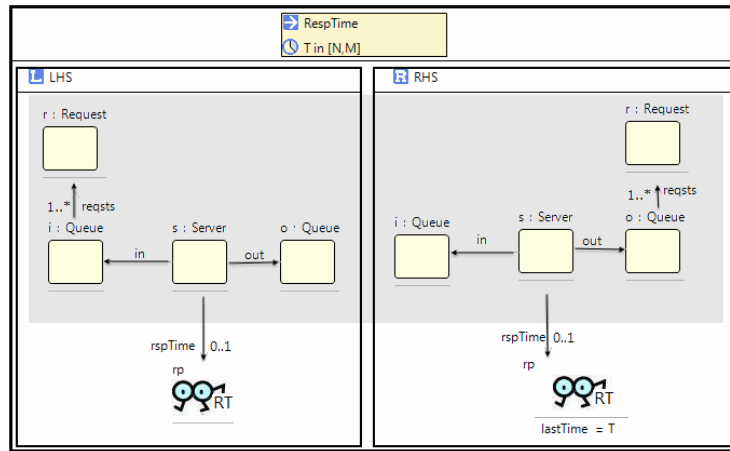 RespTime
T in [N,M]
L LHS
r : Request
1..* reqsts
i : Queue
s : Server
o : Queue
in
out
rspTime
0..1
rp
RT
R RHS
r : Request
1..* reqsts
i : Queue
s : Server
o : Queue
in
out
rspTime
0..1
rp
RT
lastTime = T